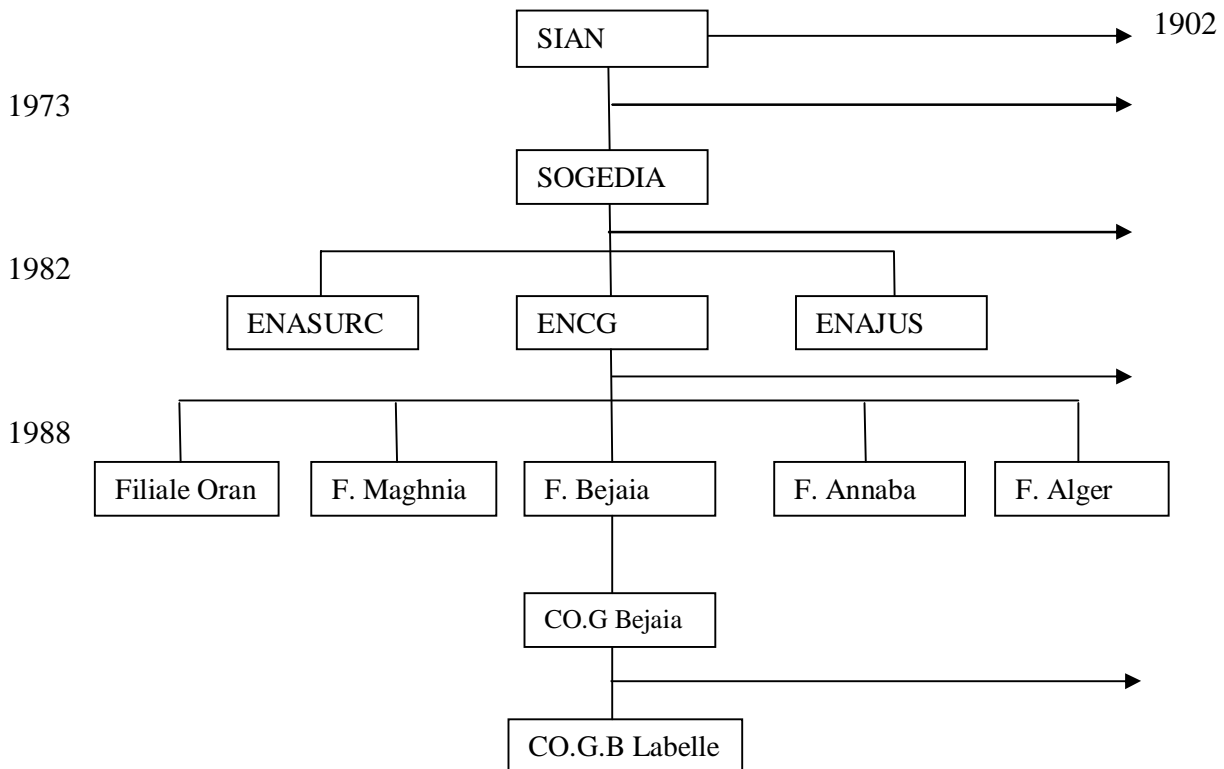 SIAN
1902
1973
SOGEDIA
1982
ENASURC
ENCG
ENAJUS
1988
Filiale Oran
F. Maghnia
F. Bejaia
F. Annaba
F. Alger
CO.G Bejaia
CO.G.B Labelle